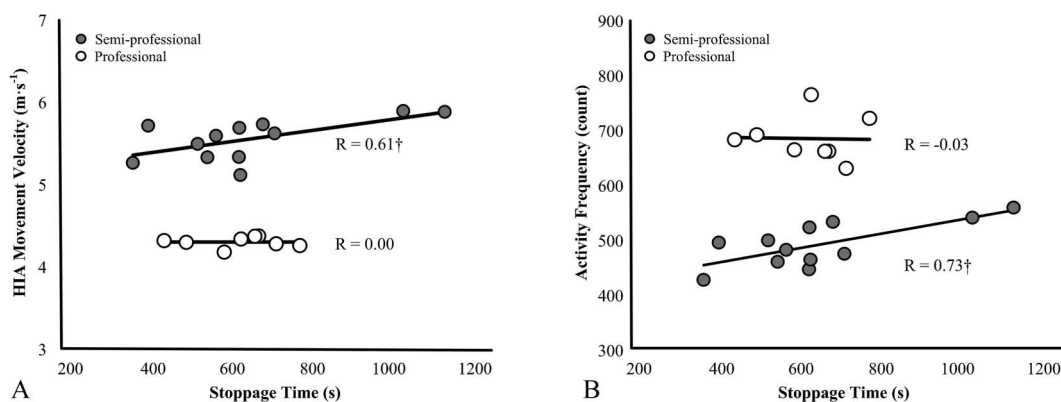 7
6
5
4
3
HIA Movement Velocity (m·s⁻¹)
Semi-professional
Professional
R = 0.61†
R = 0.00
200 400 600 800 1000 1200
Stoppage Time (s)
A
900
800
700
600
500
400
300
Activity Frequency (count)
Semi-professional
Professional
R = -0.03
R = 0.73†
200 400 600 800 1000 1200
Stoppage Time (s)
B